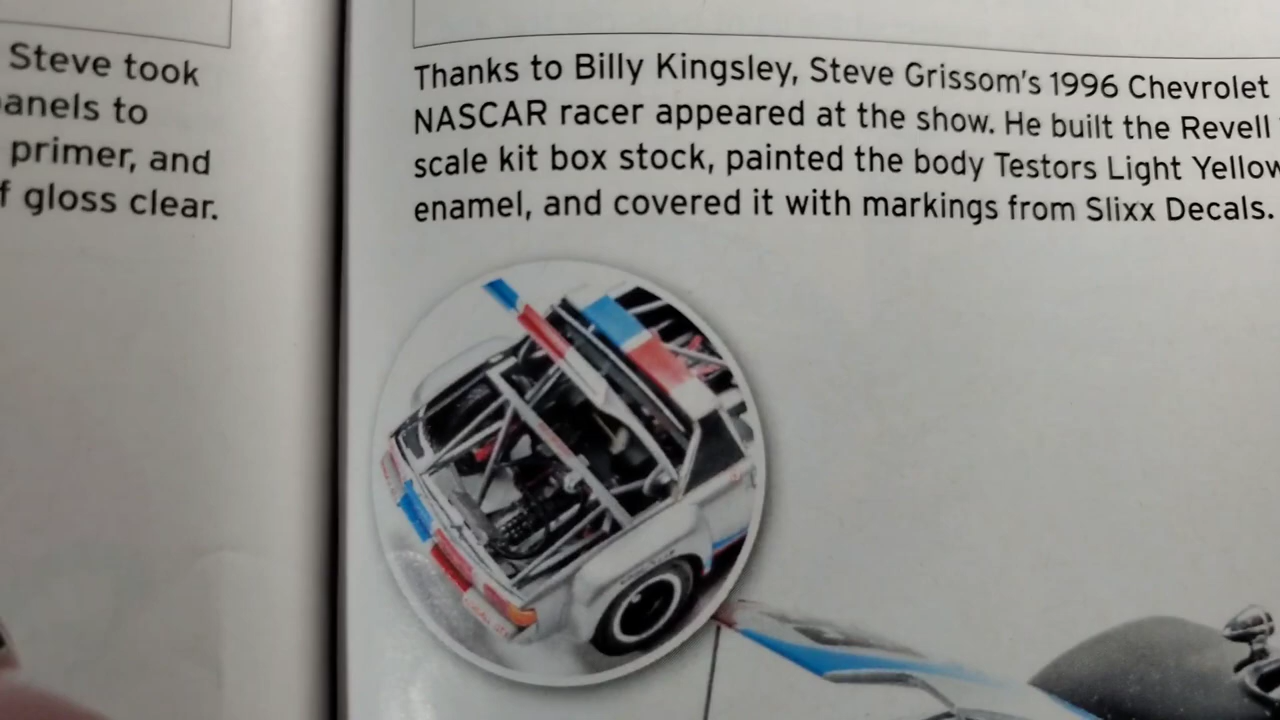 Steve took
anels to
primer, and
f gloss clear.
Thanks to Billy Kingsley, Steve Grissom's 1996 Chevrolet
NASCAR racer appeared at the show. He built the Revell
scale kit box stock, painted the body Testors Light Yellow
enamel, and covered it with markings from Slixx Decals.